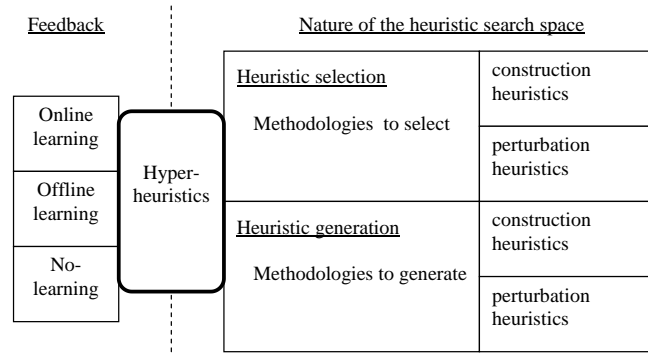 Feedback
Nature of the heuristic search space
Online
learning
Offline
learning
No-
learning
Hyper-
heuristics
Heuristic selection
Methodologies to select
construction
heuristics
perturbation
heuristics
Heuristic generation
Methodologies to generate
construction
heuristics
perturbation
heuristics